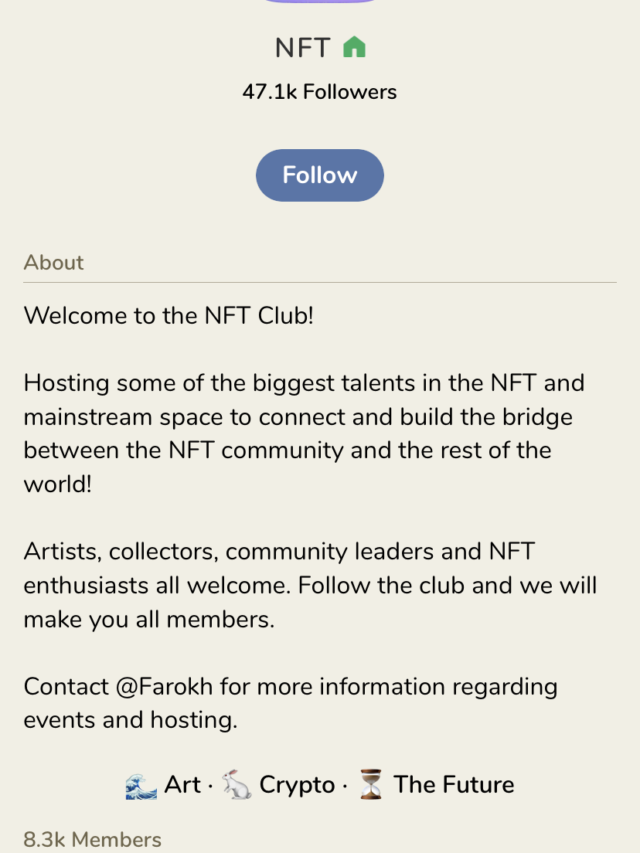 NFT
47.1k Followers
Follow
About
Welcome to the NFT Club!
Hosting some of the biggest talents in the NFT and
mainstream space to connect and build the bridge
between the NFT community and the rest of the
world!
Artists, collectors, community leaders and NFT
enthusiasts all welcome. Follow the club and we will
make you all members.
Contact @Farokh for more information regarding
events and hosting.
🌊 Art · 🐇 Crypto · ⏳ The Future
8.3k Members